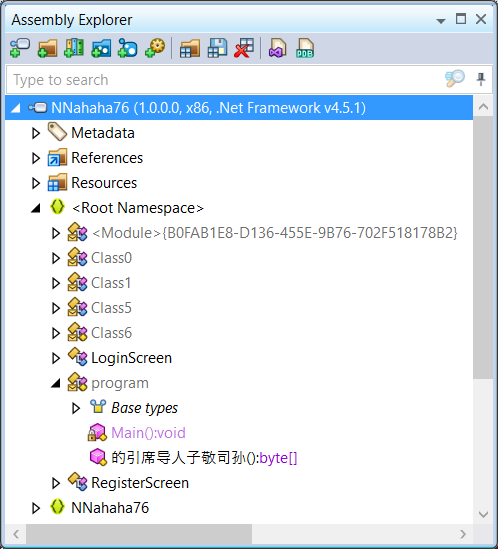 Assembly Explorer
Type to search
NNahaha76 (1.0.0.0, x86, .Net Framework v4.5.1)
Metadata
References
Resources
<Root Namespace>
<Module>{B0FAB1E8-D136-455E-9B76-702F518178B2}
Class0
Class1
Class5
Class6
LoginScreen
program
Base types
Main():void
的引席导人子敬司孙():byte[]
RegisterScreen
NNahaha76